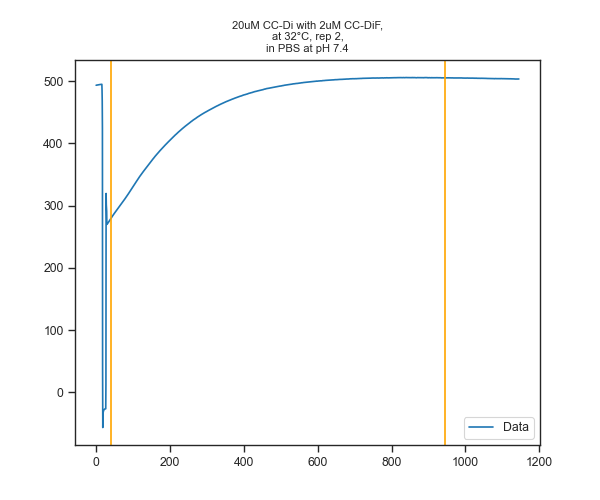 20uM CC-Di with 2uM CC-DiF,
at 32°C, rep 2,
in PBS at pH 7.4
500
400
300
200
100
0
0 200 400 600 800 1000 1200
Data